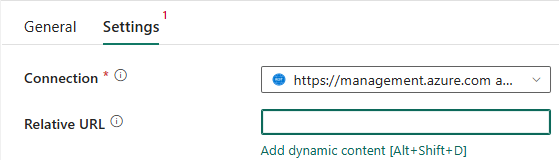 General Settings 1
Connection * https://management.azure.com a...
Relative URL
Add dynamic content [Alt+Shift+D]